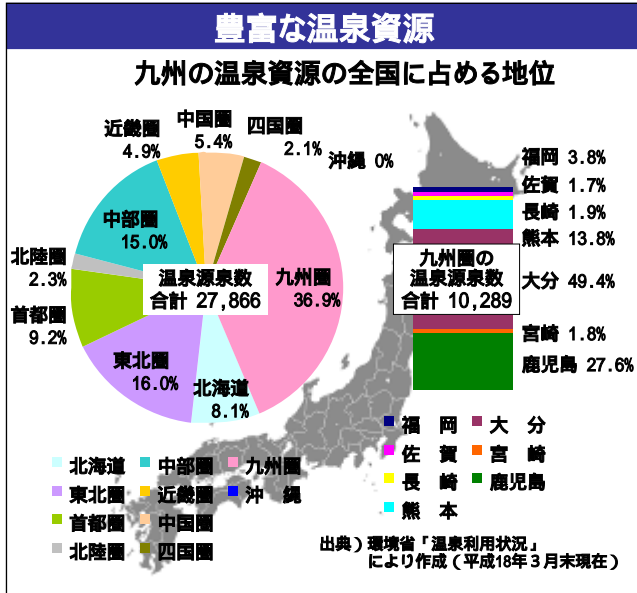 豊富な温泉資源
九州の温泉資源の全国に占める地位
近畿圏
4.9%
中国圏
5.4%
四国圏
2.1%
沖縄 0%
中部圏
15.0%
北陸圏
2.3%
首都圏
9.2%
東北圏
16.0%
北海道
8.1%
九州圏
36.9%
温泉源泉数
合計 27,866
福岡 3.8%
佐賀 1.7%
長崎 1.9%
熊本 13.8%
大分 49.4%
宮崎 1.8%
鹿児島 27.6%
九州圏の
温泉源泉数
合計 10,289
北海道 中部圏 九州圏
東北圏 近畿圏 沖 縄
首都圏 中国圏
北陸圏 四国圏
福 岡 大 分
佐 賀 宮 崎
長 崎 鹿児島
熊 本
出典）環境省「温泉利用状況」
により作成（平成18年３月末現在）